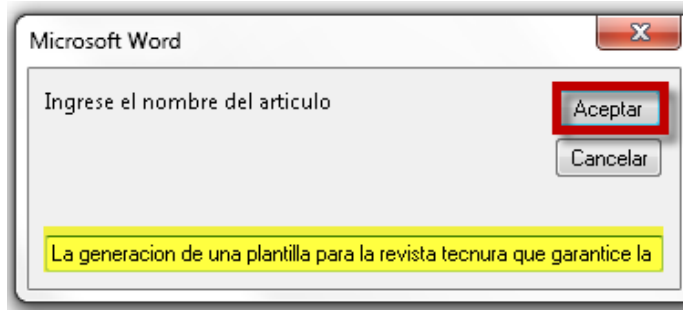 Microsoft Word
Ingrese el nombre del articulo
Aceptar
Cancelar
La generacion de una plantilla para la revista tecnura que garantice la